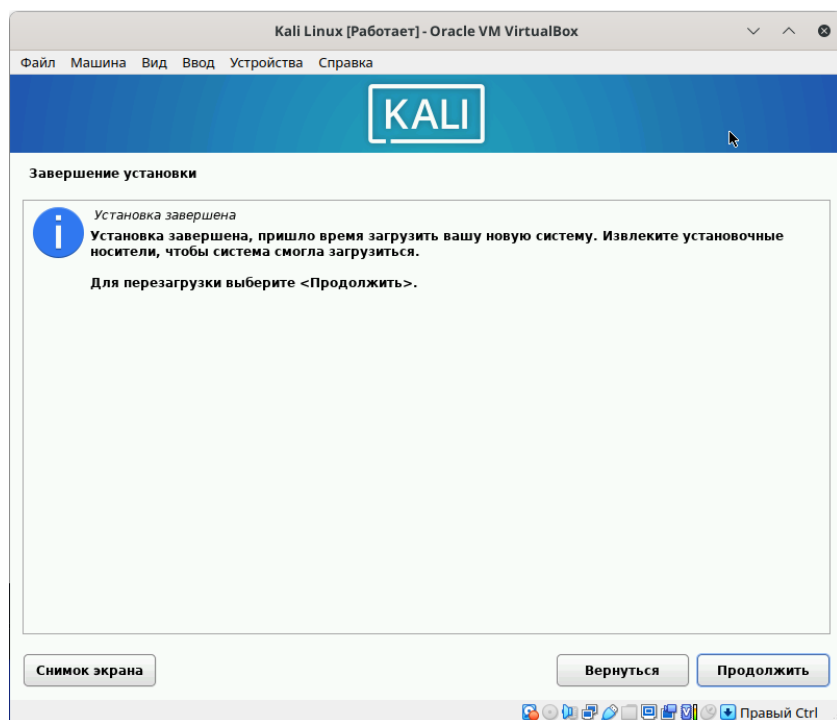 Kali Linux [Работает] - Oracle VM VirtualBox
Файл Машина Вид Ввод Устройства Справка
KALI
Завершение установки
Установка завершена
Установка завершена, пришло время загрузить вашу новую систему. Извлеките установочные
носители, чтобы система смогла загрузиться.
Для перезагрузки выберите <Продолжить>.
Снимок экрана Вернуться Продолжить
Правый Ctrl